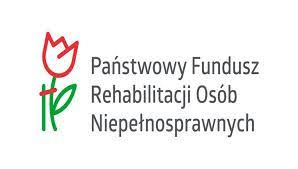 Państwowy Fundusz
Rehabilitacji Osób
Niepełnosprawnych